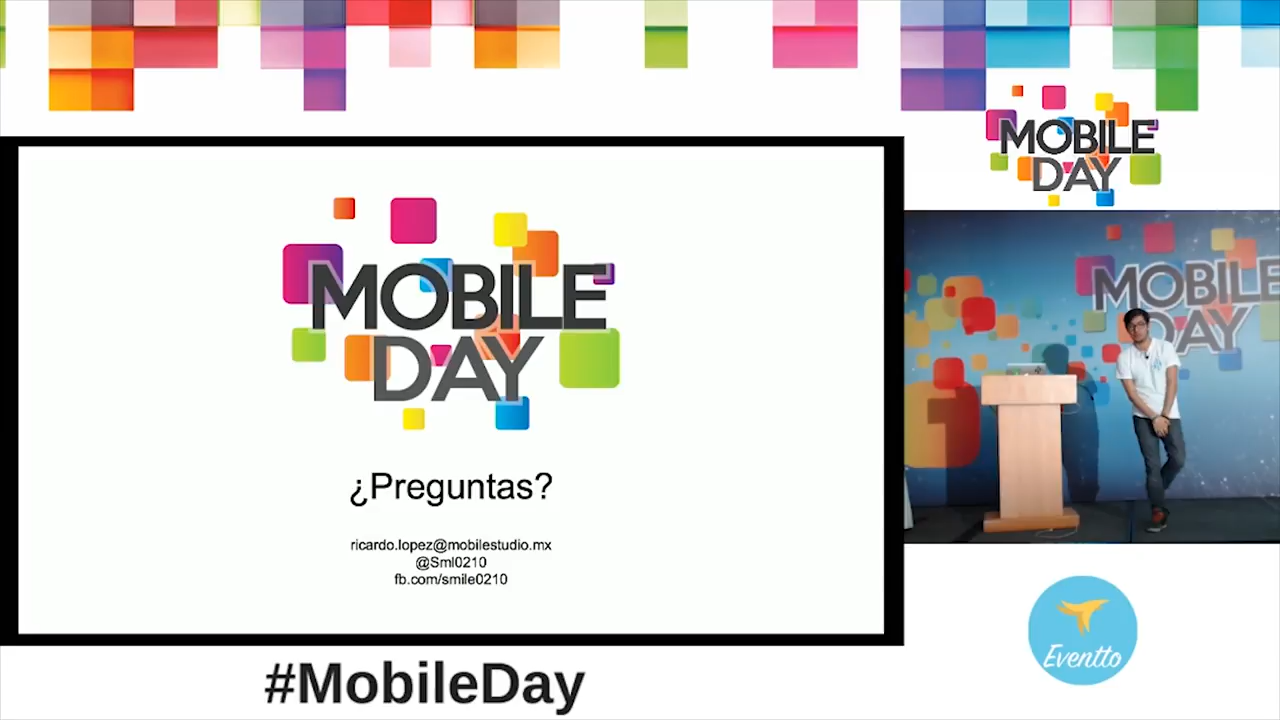 MOBILE
DAY
MOBILE
DAY
¿Preguntas?
ricardo.lopez@mobilestudio.mx
@Sml0210
fb.com/smile0210
MOBILE
DAY
Eventto
#MobileDay